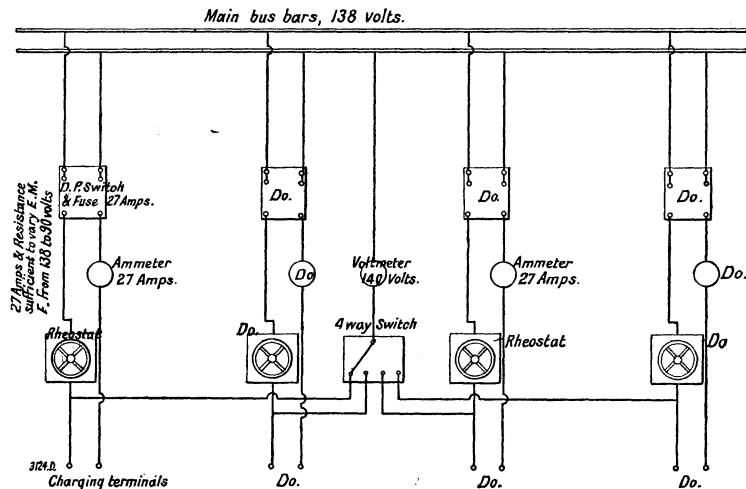 Main bus bars, 138 volts.
D.P. Switch
& Fuse 27 Amps.
Do.
Do.
Do.
27 Amps & Resistance
sufficient to vary E.M.
F. From 138 to 90 volts
Ammeter
27 Amps.
Do
Voltmeter
140 Volts.
Ammeter
27 Amps.
Do.
Rheostat
Do.
4 way Switch
Rheostat
Do
3124.D.
Charging terminals
Do.
Do.
Do.